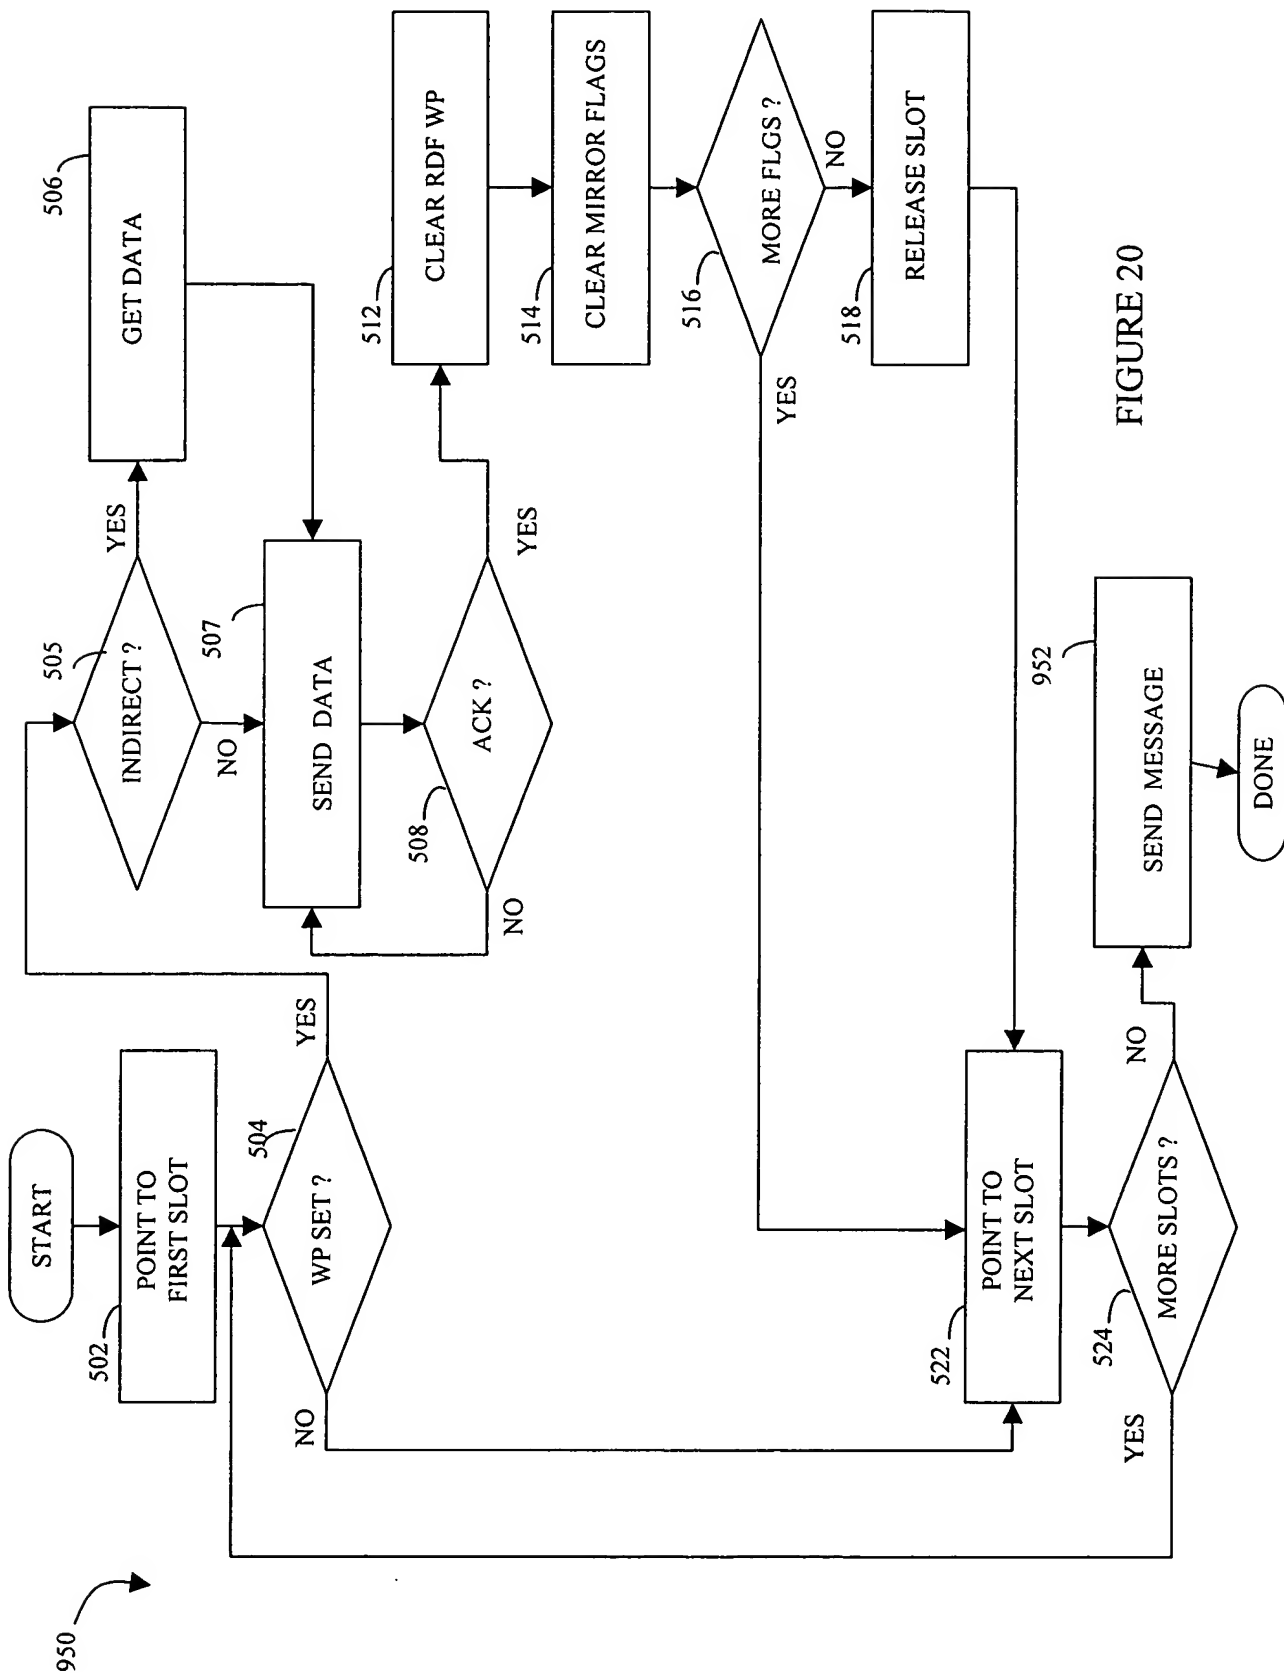 950
START
502
POINT TO
FIRST SLOT
504
WP SET ?
YES
NO
505
INDIRECT ?
YES
NO
506
GET DATA
507
SEND DATA
508
ACK ?
YES
NO
512
CLEAR RDF WP
514
CLEAR MIRROR FLAGS
516
MORE FLGS ?
YES
NO
518
RELEASE SLOT
522
POINT TO
NEXT SLOT
524
MORE SLOTS ?
YES
NO
952
SEND MESSAGE
DONE
FIGURE 20